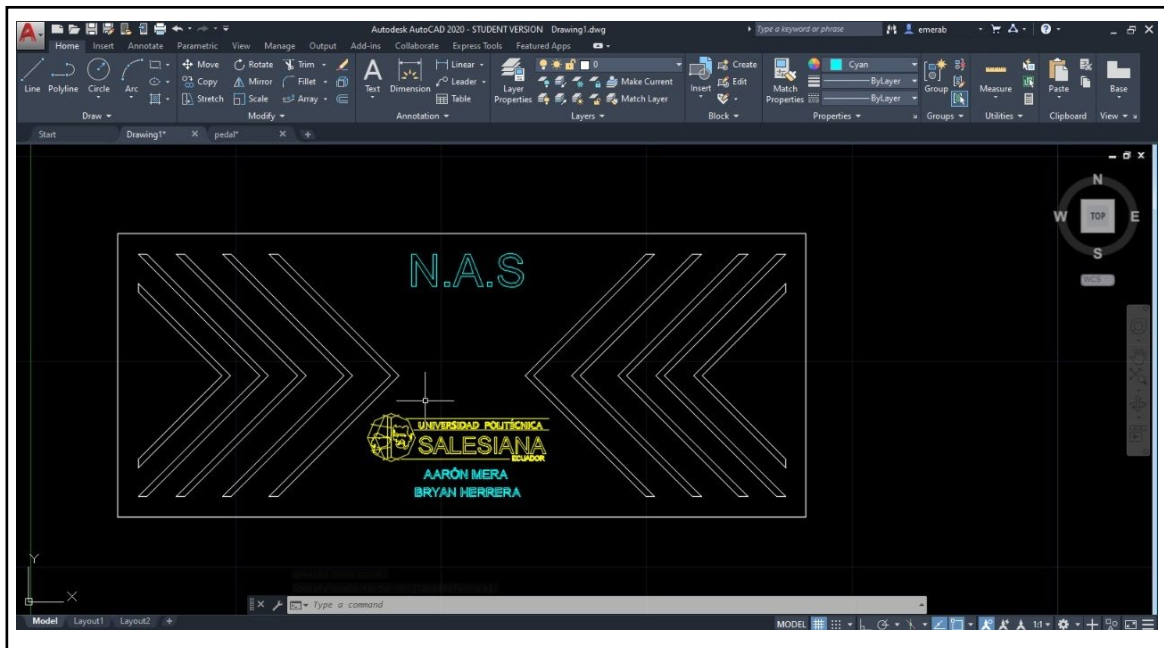 Autodesk AutoCAD 2020 - STUDENT VERSION Drawing1.dwg
Type a keyword or phrase
emerab
Home Insert Annotate Parametric View Manage Output Add-ins Collaborate Express Tools Featured Apps
Line Polyline Circle Arc
Move Rotate Trim
Copy Mirror Fillet
Stretch Scale Array
Text Dimension
Linear
Leader
Table
Layer Properties
0
Make Current
Match Layer
Insert
Create
Edit
Match Properties
Cyan
ByLayer
ByLayer
Group
Measure
Paste
Base
Draw Modify Annotation Layers Block Properties Groups Utilities Clipboard View
Start Drawing1* pedal*
N
W TOP E
S
WCS
N.A.S
UNIVERSIDAD POLITÉCNICA
SALESIANA
ECUADOR
AARÓN MERA
BRYAN HERRERA
Y
X
Type a command
Model Layout1 Layout2 +
MODEL
1:1